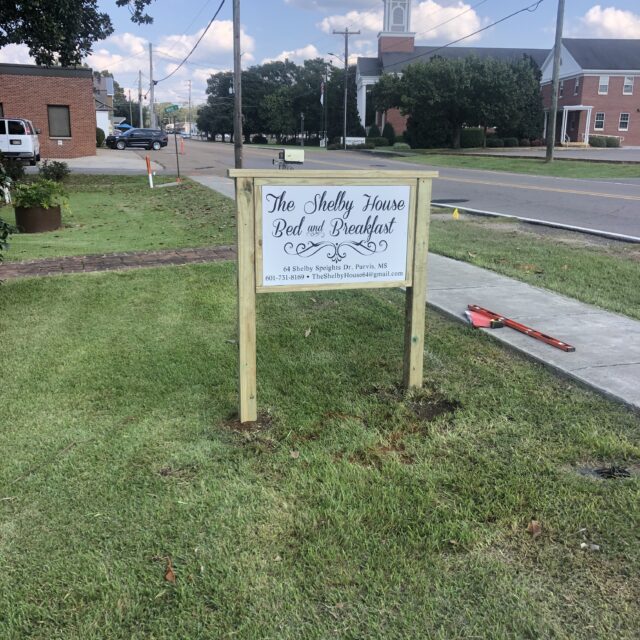 The Shelby House
Bed and Breakfast
64 Shelby Speights Dr. Purvis, MS
601-731-8169 • TheShelbyHouse64@gmail.com